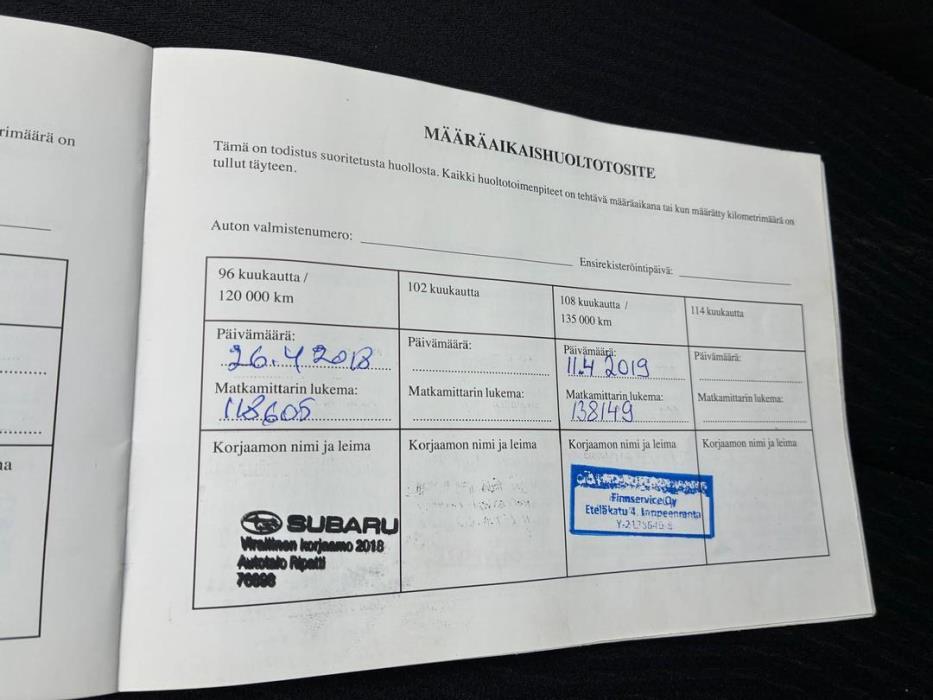 rimäärä on
na
MÄÄRÄAIKAISHUOLTOTOSITE
Tämä on todistus suoritetusta huollosta. Kaikki huoltotoimenpiteet on tehtävä määräaikana tai kun määrätty kilometrimäärä on
tullut täyteen.
Auton valmistenumero:
Ensirekisteröintipäivä:
96 kuukautta /
120 000 km
102 kuukautta
108 kuukautta /
135 000 km
114 kuukautta
Päivämäärä:
26.4 2018
Päivämäärä:
Päivämäärä:
11.4 2019
Päivämäärä:
Matkamittarin lukema:
118605
Matkamittarin lukema:
Matkamittarin lukema:
138149
Matkamittarin lukema:
Korjaamon nimi ja leima
Korjaamon nimi ja leima
Korjaamon nimi ja leima
Korjaamon nimi ja leima
SUBARU
Virallinen korjaamo 2018
Autotalo Ripatti
76696
Finnservice Oy
Eteläkatu 4, Lappeenranta